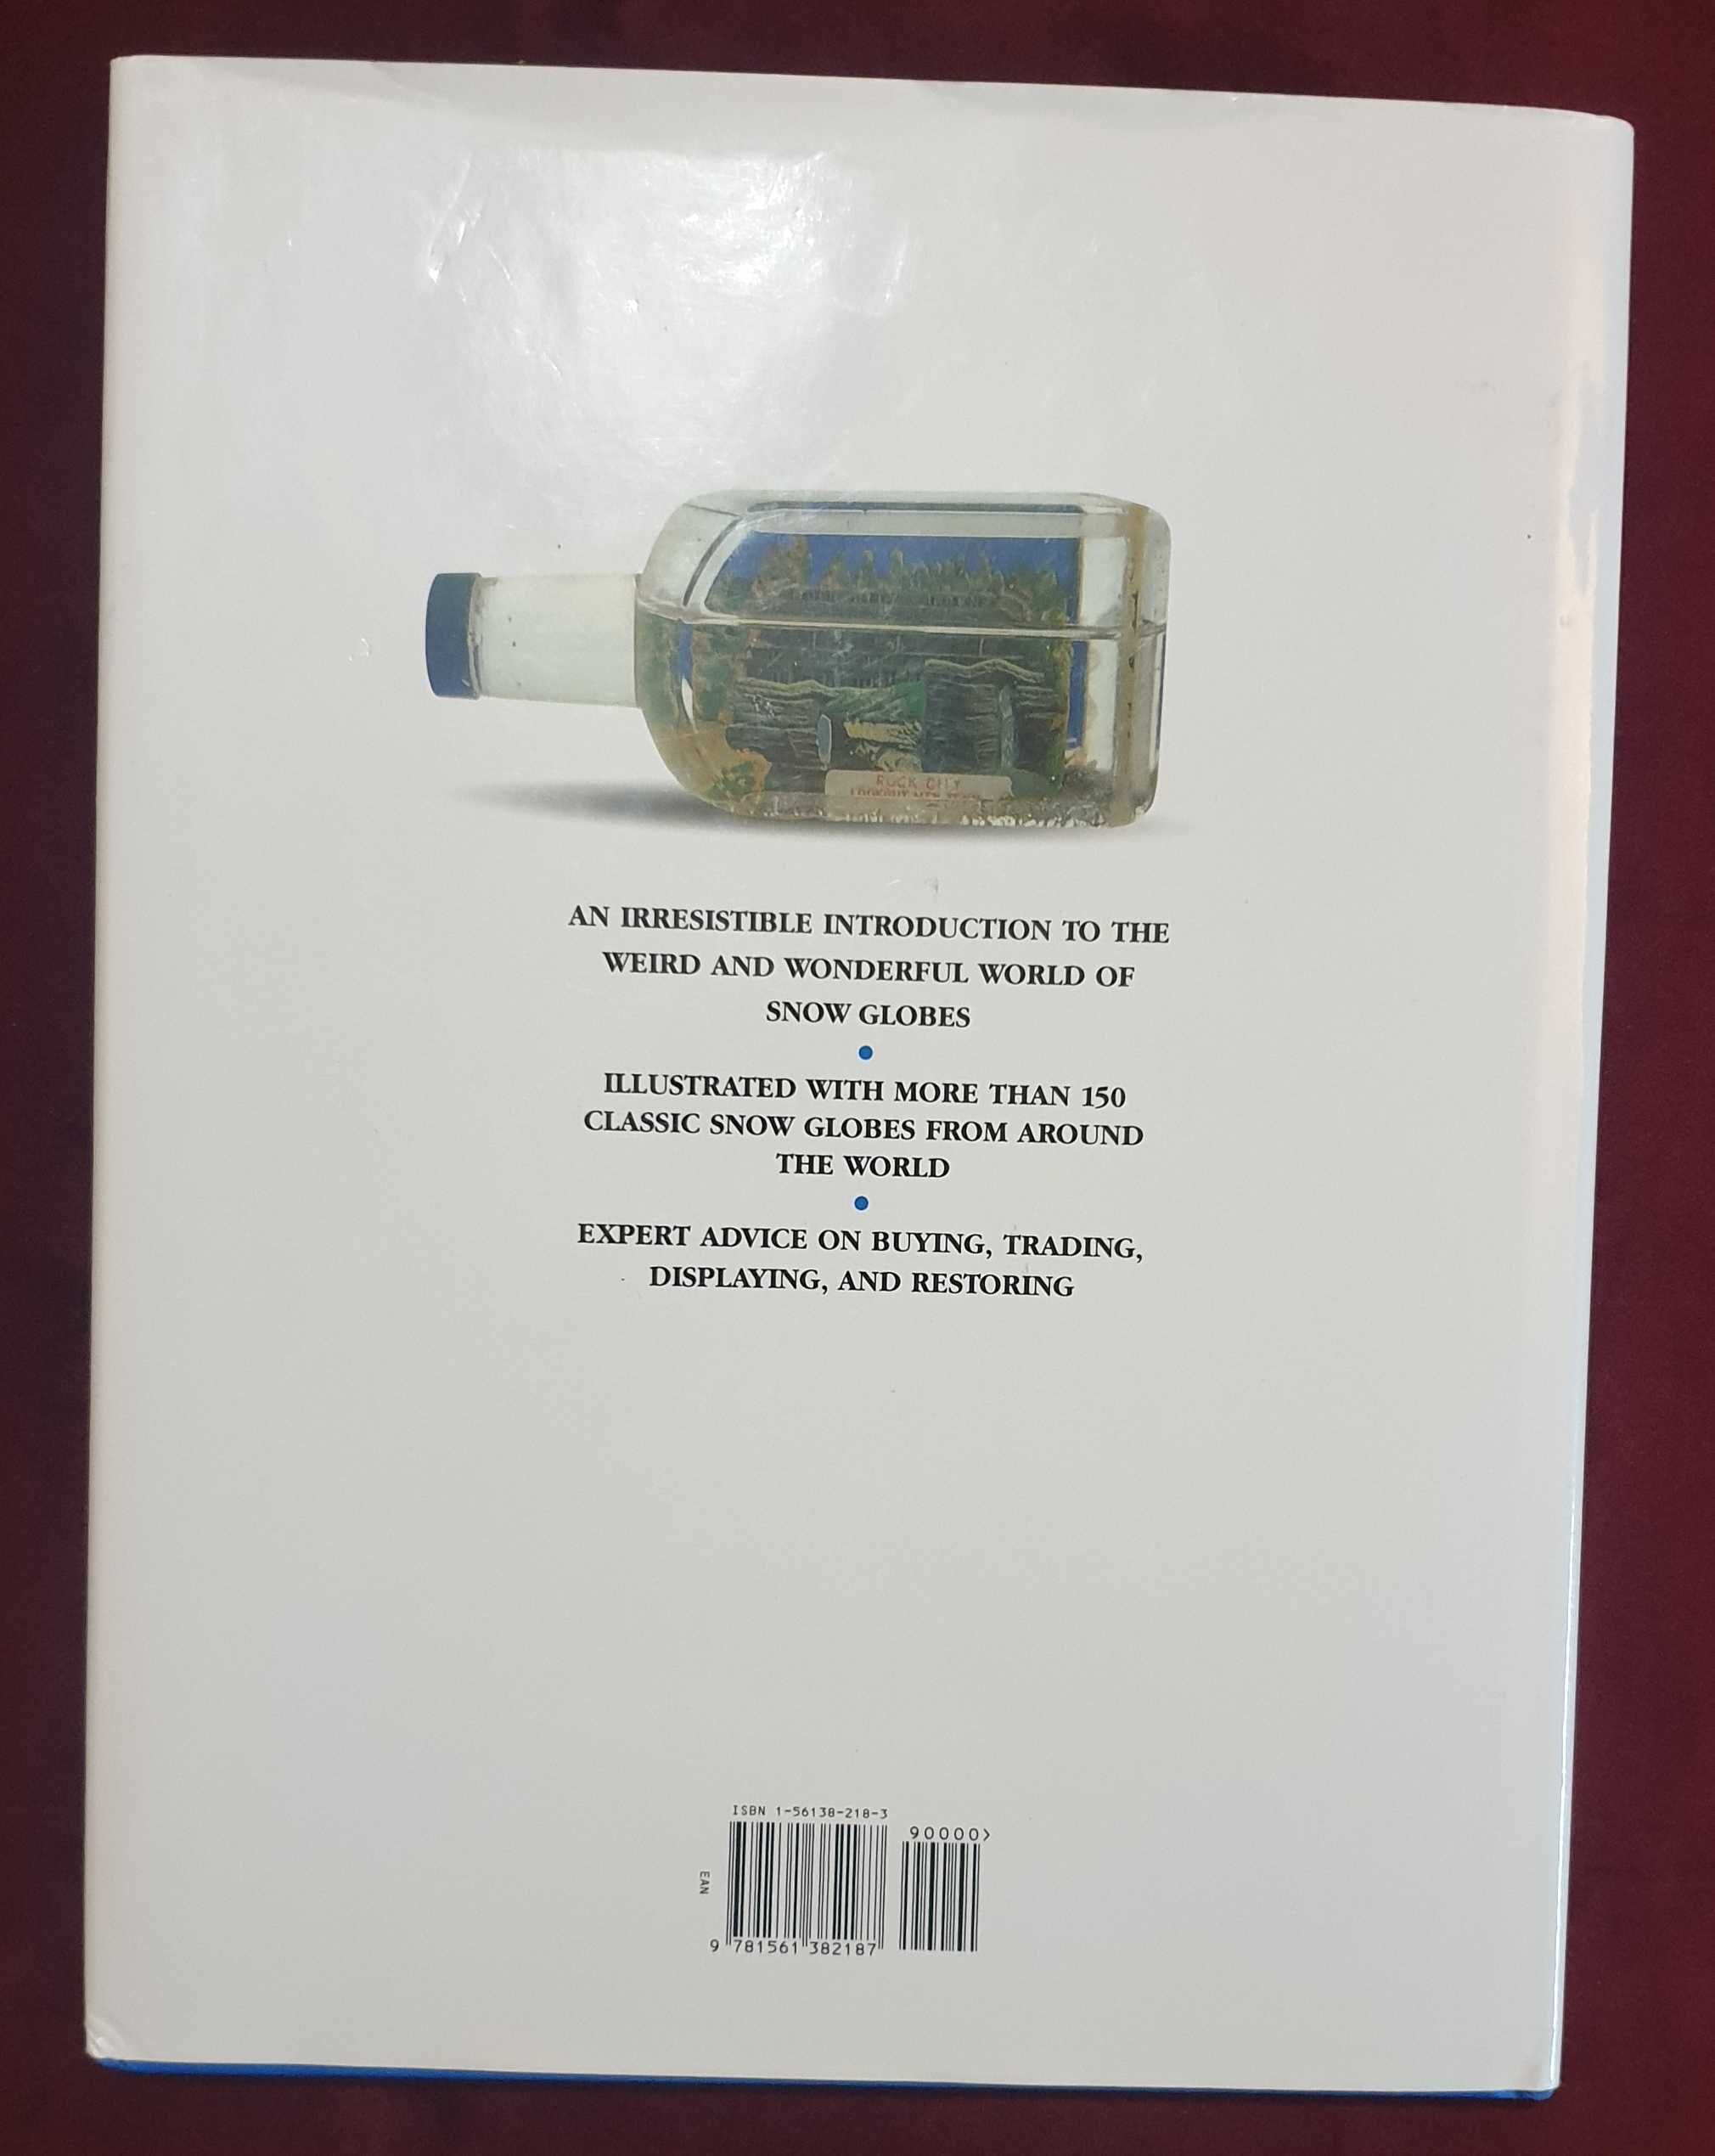 ROCK CITY
AN IRRESISTIBLE INTRODUCTION TO THE
WEIRD AND WONDERFUL WORLD OF
SNOW GLOBES
•
ILLUSTRATED WITH MORE THAN 150
CLASSIC SNOW GLOBES FROM AROUND
THE WORLD
•
EXPERT ADVICE ON BUYING, TRADING,
DISPLAYING, AND RESTORING
ISBN 1-56138-218-3
90000>
EAN
9 781561 382187